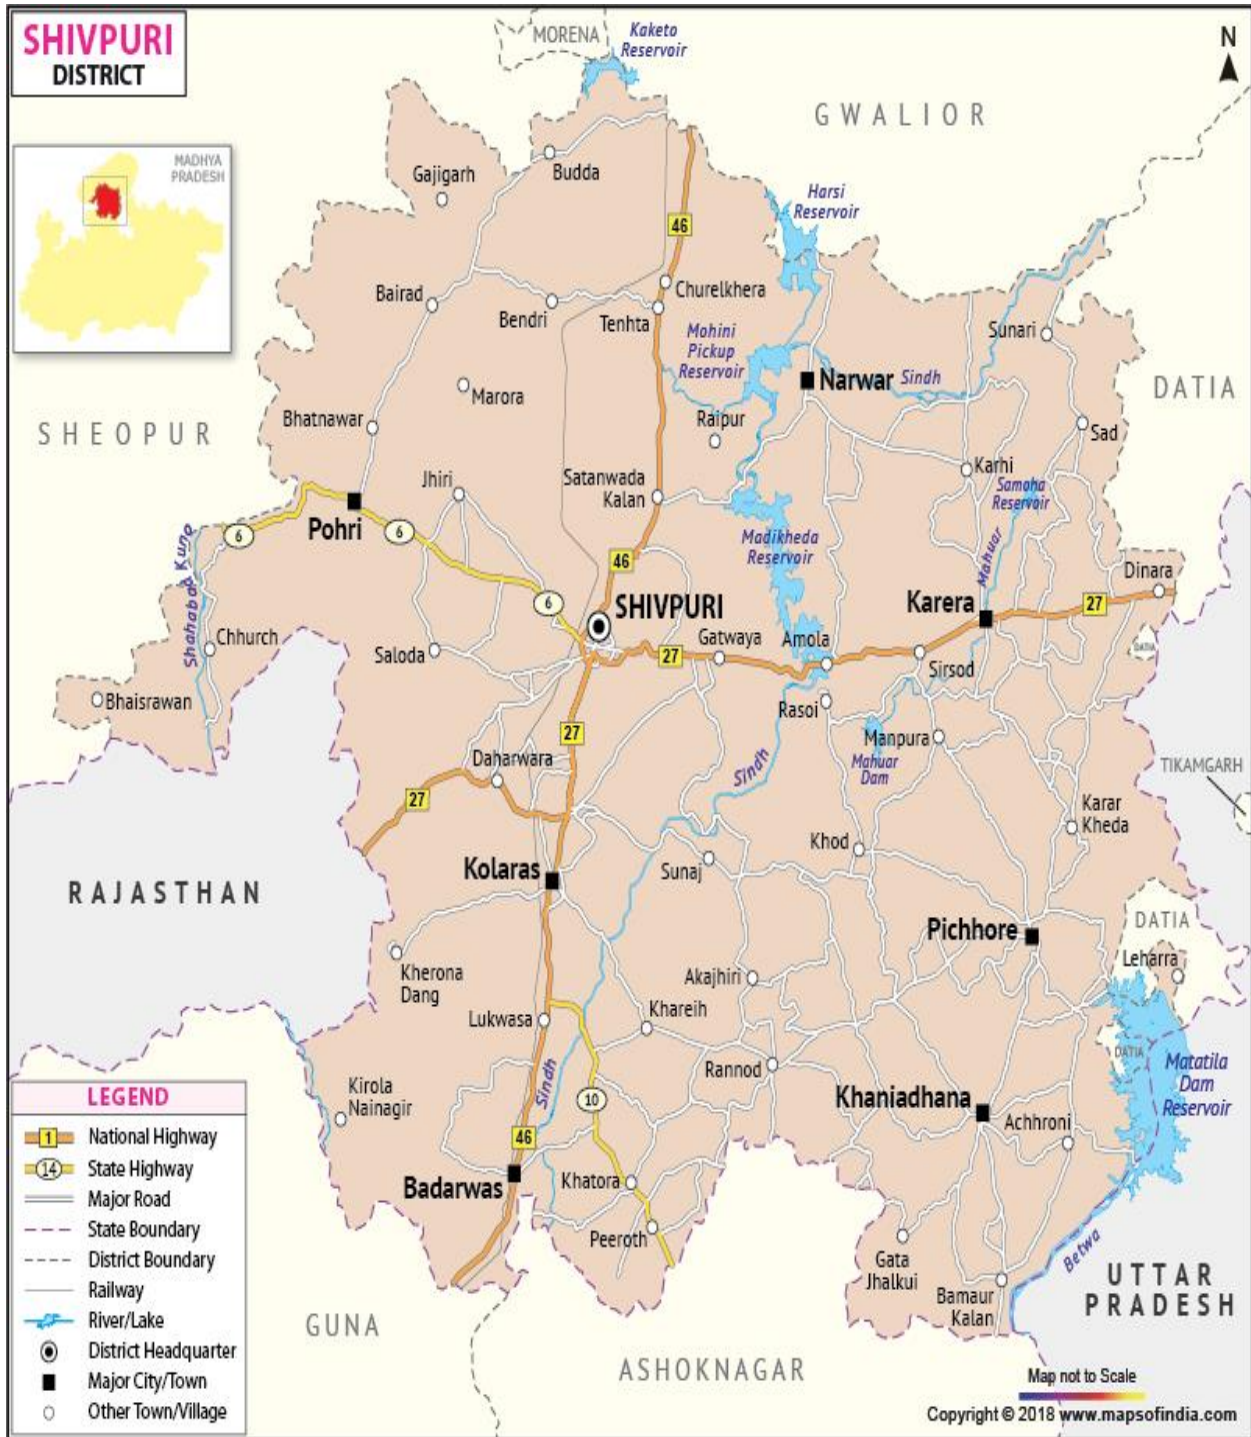 SHIVPURI
DISTRICT
MORENA
Kaketo
Reservoir
N
GWALIOR
MADHYA
PRADESH
Gajigarh
Budda
Harsi
Reservoir
46
Churelkhera
Bairad
Bendri
Tenhta
Mohini
Pickup
Reservoir
Sunari
Narwar
Sindh
DATIA
Marora
SHEOPUR
Bhatnawar
Raipur
Sad
Jhiri
Satanwada
Kalan
Karhi
Samoha
Reservoir
Pohri
6
6
Madikheda
Reservoir
Mahuar
Shahabad Kuno
46
Dinara
6
SHIVPURI
Karera
27
Chhurch
Saloda
27
Gatwaya
Amola
Sirsod
DATIA
Bhaisrawan
Rasoi
27
Manpura
Mahuar
Dam
Daharwara
Sindh
TIKAMGARH
27
Karar
Kheda
Khod
Kolaras
Sunaj
RAJASTHAN
Pichhore
DATIA
Leharra
Kherona
Dang
Akajhiri
Lukwasa
Khareih
DATIA
Rannod
Matatila
Dam
Reservoir
Kirola
Nainagir
Sindh
10
Khaniadhana
Achhroni
46
Badarwas
Khatora
Peeroth
Gata
Jhalkui
Betwa
Bamaur
Kalan
UTTAR
PRADESH
GUNA
ASHOKNAGAR
LEGEND
1 National Highway
14 State Highway
Major Road
State Boundary
District Boundary
Railway
River/Lake
District Headquarter
Major City/Town
Other Town/Village
Map not to Scale
Copyright © 2018 www.mapsofindia.com